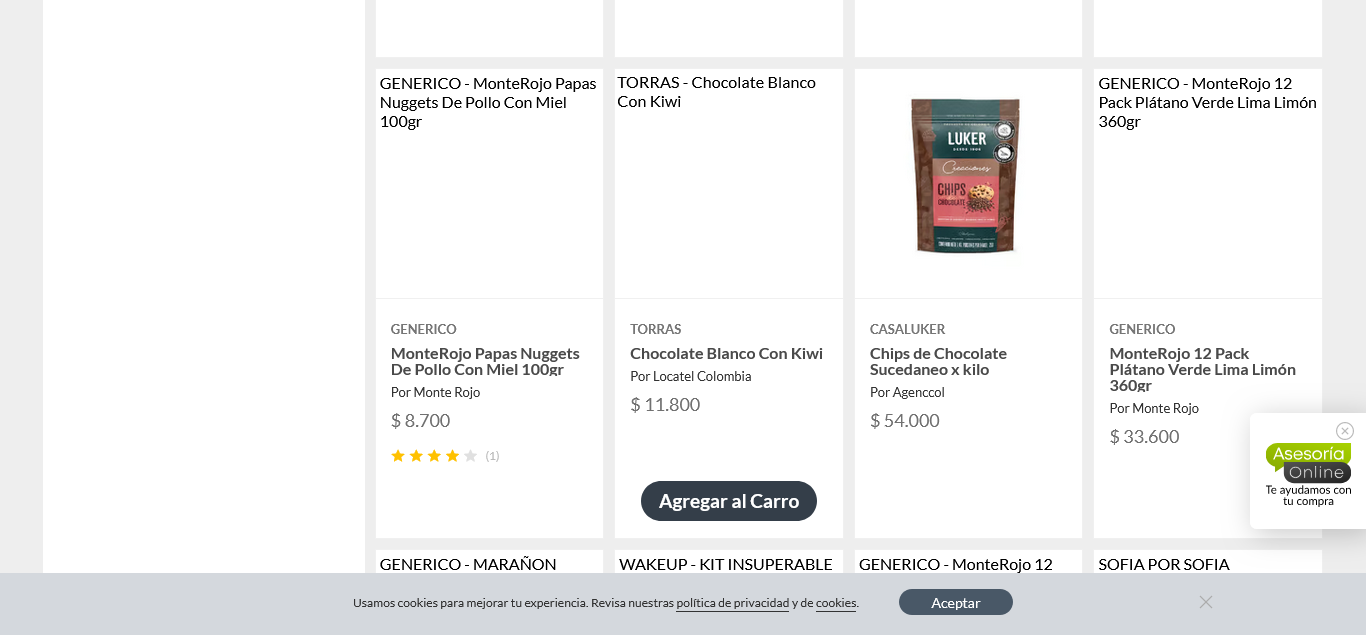 GENERICO - MonteRojo Papas
Nuggets De Pollo Con Miel
100gr
TORRAS - Chocolate Blanco
Con Kiwi
LUKER
DESDE 1906
Creaciones
CHIPS
CHOCOLATE
GENERICO - MonteRojo 12
Pack Plátano Verde Lima Limón
360gr
GENERICO
MonteRojo Papas Nuggets
De Pollo Con Miel 100gr
Por Monte Rojo
$ 8.700
(1)
TORRAS
Chocolate Blanco Con Kiwi
Por Locatel Colombia
$ 11.800
Agregar al Carro
CASALUKER
Chips de Chocolate
Sucedaneo x kilo
Por Agenccol
$ 54.000
GENERICO
MonteRojo 12 Pack
Plátano Verde Lima Limón
360gr
Por Monte Rojo
$ 33.600
Asesoría
Online
Te ayudamos con
tu compra
GENERICO - MARAÑON
WAKEUP - KIT INSUPERABLE
GENERICO - MonteRojo 12
SOFIA POR SOFIA
Usamos cookies para mejorar tu experiencia. Revisa nuestras política de privacidad y de cookies.
Aceptar